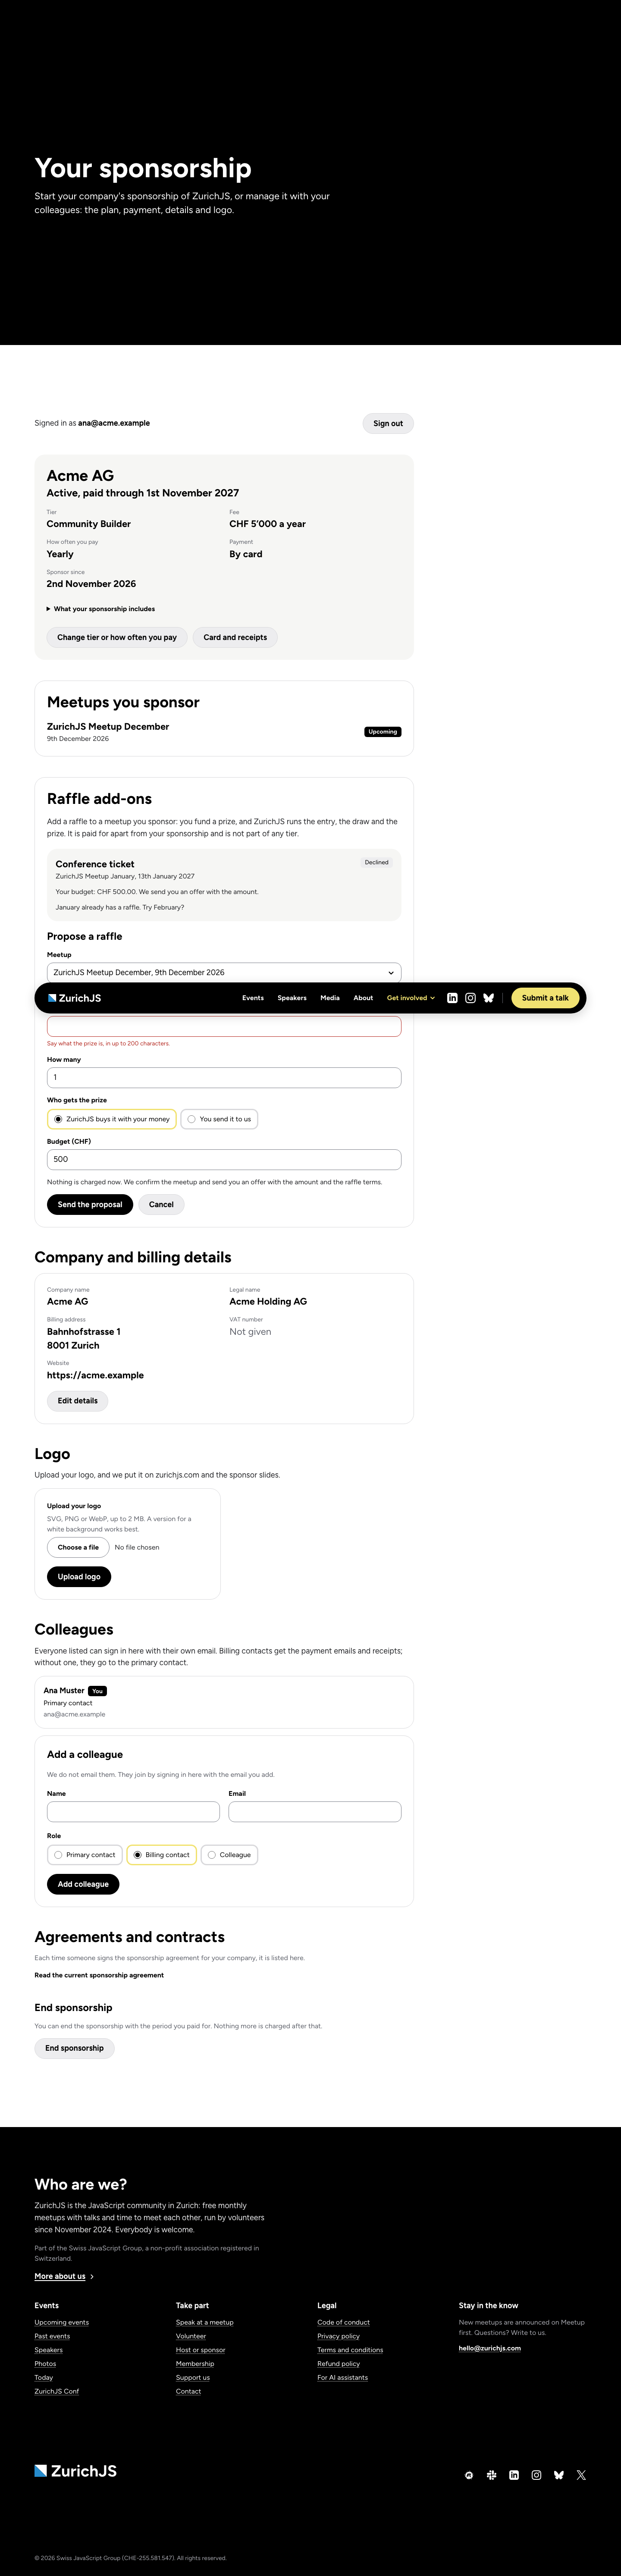 Your sponsorship
Start your company's sponsorship of ZurichJS, or manage it with your
colleagues: the plan, payment, details and logo.
Signed in as ana@acme.example
Sign out
Acme AG
Active, paid through 1st November 2027
Tier
Community Builder
Fee
CHF 5'000 a year
How often you pay
Yearly
Payment
By card
Sponsor since
2nd November 2026
What your sponsorship includes
Change tier or how often you pay
Card and receipts
Meetups you sponsor
ZurichJS Meetup December
9th December 2026
Upcoming
Raffle add-ons
Add a raffle to a meetup you sponsor: you fund a prize, and ZurichJS runs the entry, the draw and the
prize. It is paid for apart from your sponsorship and is not part of any tier.
Conference ticket
Declined
ZurichJS Meetup January, 13th January 2027
Your budget: CHF 500.00. We send you an offer with the amount.
January already has a raffle. Try February?
Propose a raffle
Meetup
ZurichJS Meetup December, 9th December 2026
ZurichJS
Events
Speakers
Media
About
Get involved
Submit a talk
Say what the prize is, in up to 200 characters.
How many
1
Who gets the prize
ZurichJS buys it with your money
You send it to us
Budget (CHF)
500
Nothing is charged now. We confirm the meetup and send you an offer with the amount and the raffle terms.
Send the proposal
Cancel
Company and billing details
Company name
Acme AG
Legal name
Acme Holding AG
Billing address
Bahnhofstrasse 1
8001 Zurich
VAT number
Not given
Website
https://acme.example
Edit details
Logo
Upload your logo, and we put it on zurichjs.com and the sponsor slides.
Upload your logo
SVG, PNG or WebP, up to 2 MB. A version for a
white background works best.
Choose a file
No file chosen
Upload logo
Colleagues
Everyone listed can sign in here with their own email. Billing contacts get the payment emails and receipts;
without one, they go to the primary contact.
Ana Muster
You
Primary contact
ana@acme.example
Add a colleague
We do not email them. They join by signing in here with the email you add.
Name
Email
Role
Primary contact
Billing contact
Colleague
Add colleague
Agreements and contracts
Each time someone signs the sponsorship agreement for your company, it is listed here.
Read the current sponsorship agreement
End sponsorship
You can end the sponsorship with the period you paid for. Nothing more is charged after that.
End sponsorship
Who are we?
ZurichJS is the JavaScript community in Zurich: free monthly
meetups with talks and time to meet each other, run by volunteers
since November 2024. Everybody is welcome.
Part of the Swiss JavaScript Group, a non-profit association registered in
Switzerland.
More about us
Events
Upcoming events
Past events
Speakers
Photos
Today
ZurichJS Conf
Take part
Speak at a meetup
Volunteer
Host or sponsor
Membership
Support us
Contact
Legal
Code of conduct
Privacy policy
Terms and conditions
Refund policy
For AI assistants
Stay in the know
New meetups are announced on Meetup
first. Questions? Write to us.
hello@zurichjs.com
ZurichJS
© 2026 Swiss JavaScript Group (CHE-255.581.547). All rights reserved.